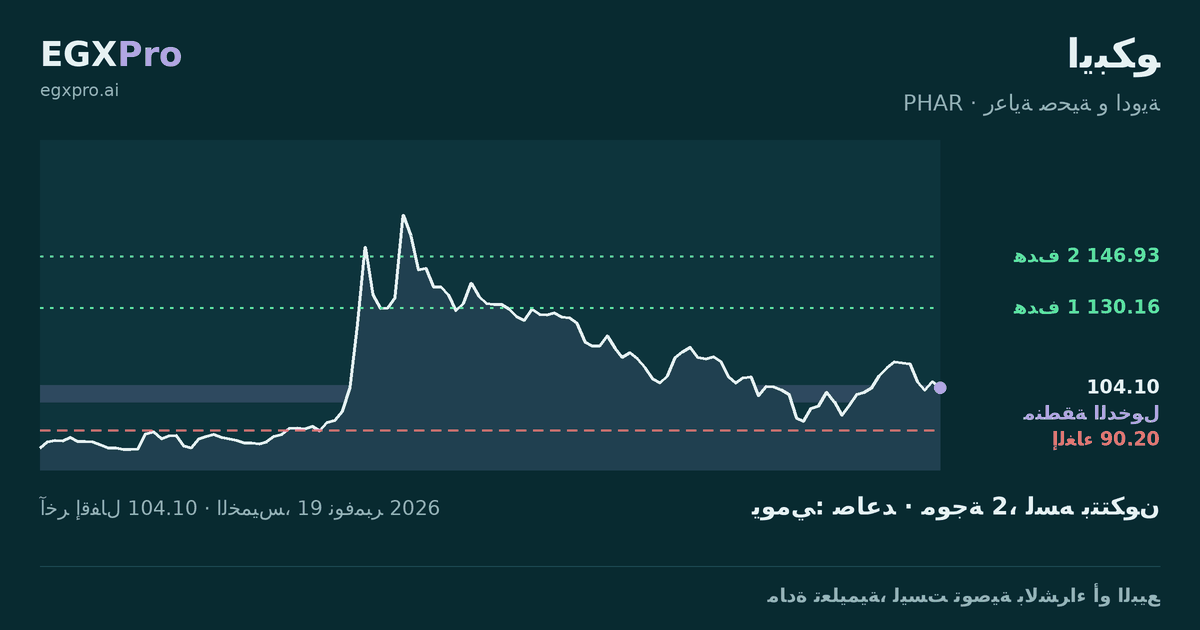 EGXPro
egxpro.ai
ايبكو
PHAR · رعاية صحية و ادوية
هدف 2 146.93
هدف 1 130.16
104.10
منطقة الدخول
إلغاء 90.20
يومي: صاعد · موجة 2، لسه بتتكون
آخر إقفال 104.10 · الخميس، 19 نوفمبر 2026
مادة تعليمية، ليست توصية بالشراء أو البيع